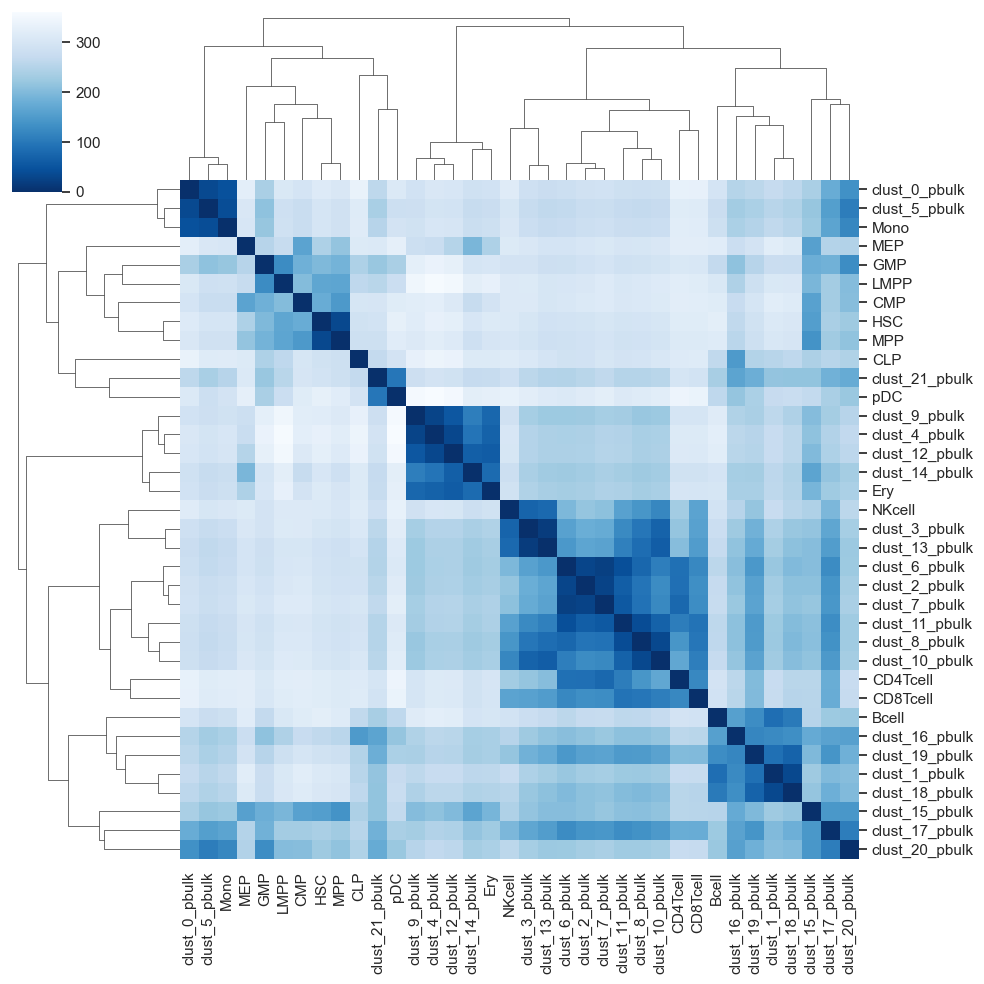 300
200
100
0
clust_0_pbulk
clust_5_pbulk
Mono
MEP
GMP
LMPP
CMP
HSC
MPP
CLP
clust_21_pbulk
pDC
clust_9_pbulk
clust_4_pbulk
clust_12_pbulk
clust_14_pbulk
Ery
NKcell
clust_3_pbulk
clust_13_pbulk
clust_6_pbulk
clust_2_pbulk
clust_7_pbulk
clust_11_pbulk
clust_8_pbulk
clust_10_pbulk
CD4Tcell
CD8Tcell
Bcell
clust_16_pbulk
clust_19_pbulk
clust_1_pbulk
clust_18_pbulk
clust_15_pbulk
clust_17_pbulk
clust_20_pbulk
clust_0_pbulk
clust_5_pbulk
Mono
MEP
GMP
LMPP
CMP
HSC
MPP
CLP
clust_21_pbulk
pDC
clust_9_pbulk
clust_4_pbulk
clust_12_pbulk
clust_14_pbulk
Ery
NKcell
clust_3_pbulk
clust_13_pbulk
clust_6_pbulk
clust_2_pbulk
clust_7_pbulk
clust_11_pbulk
clust_8_pbulk
clust_10_pbulk
CD4Tcell
CD8Tcell
Bcell
clust_16_pbulk
clust_19_pbulk
clust_1_pbulk
clust_18_pbulk
clust_15_pbulk
clust_17_pbulk
clust_20_pbulk